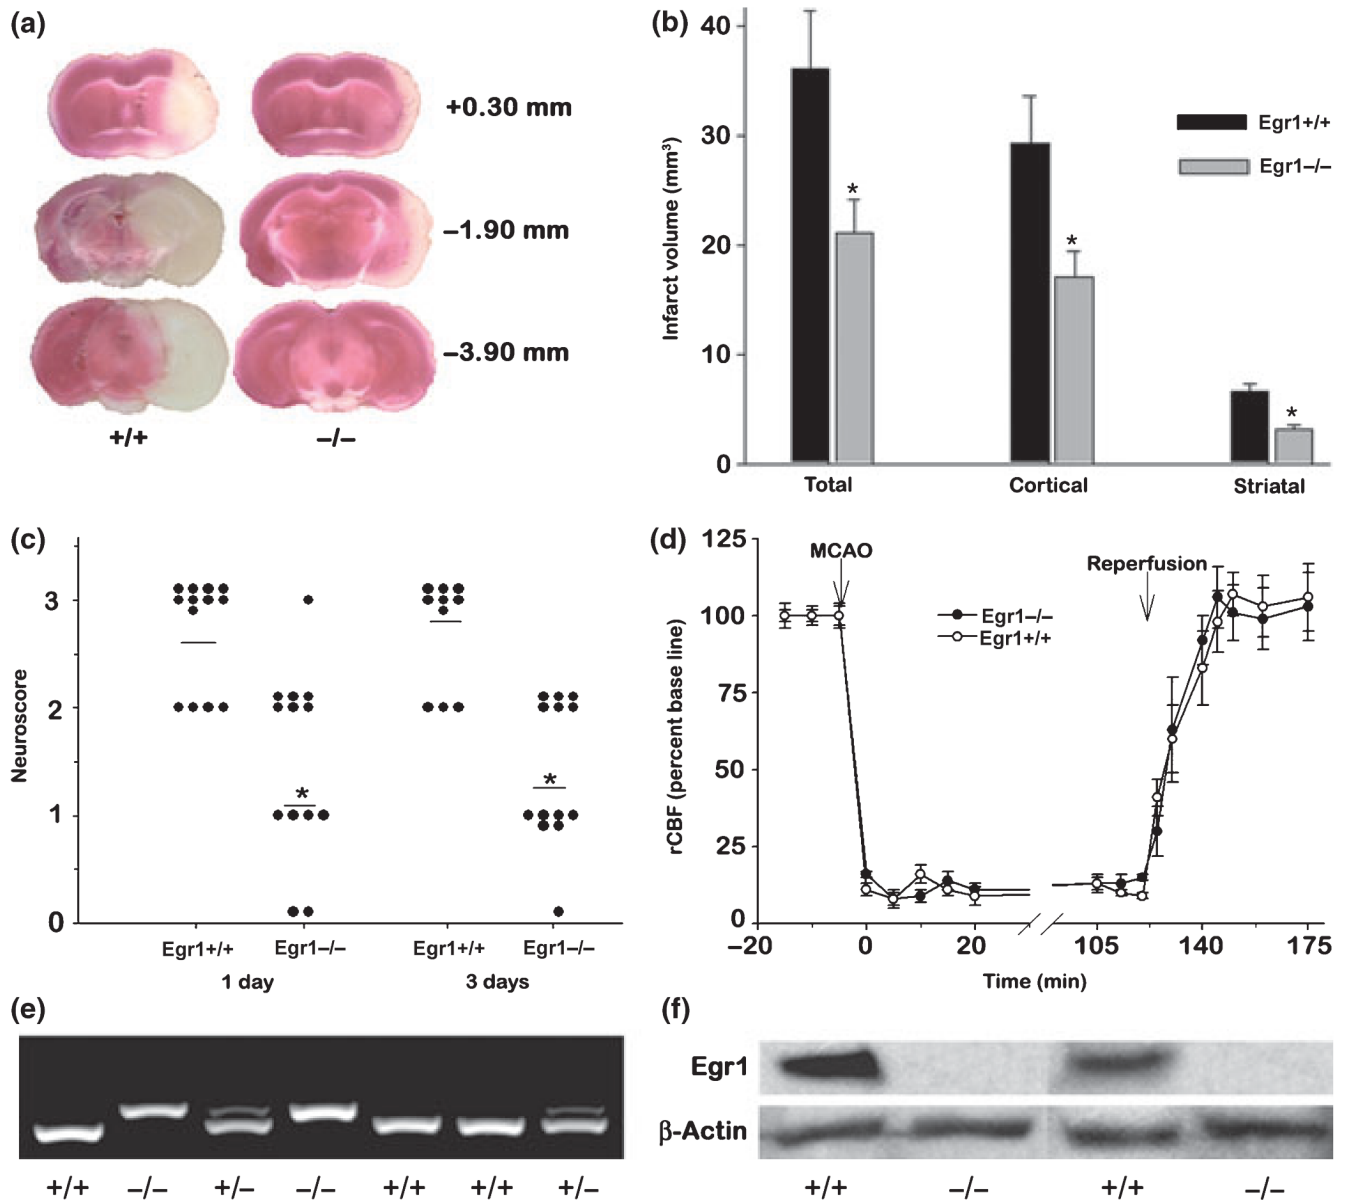 (a)
+0.30 mm
−1.90 mm
−3.90 mm
+/+ −/−
(b)
Infarct volume (mm³)
40
30
20
10
0
* * *
Total Cortical Striatal
Egr1+/+
Egr1−/−
(c)
Neuroscore
3
2
1
0
* *
Egr1+/+ Egr1−/− Egr1+/+ Egr1−/−
1 day 3 days
(d)
rCBF (percent base line)
125
100
75
50
25
0
MCAO
Reperfusion
Egr1−/−
Egr1+/+
−20 0 20 105 140 175
Time (min)
(e)
+/+ −/− +/− −/− +/+ +/+ +/−
(f)
Egr1
β-Actin
+/+ −/− +/+ −/−